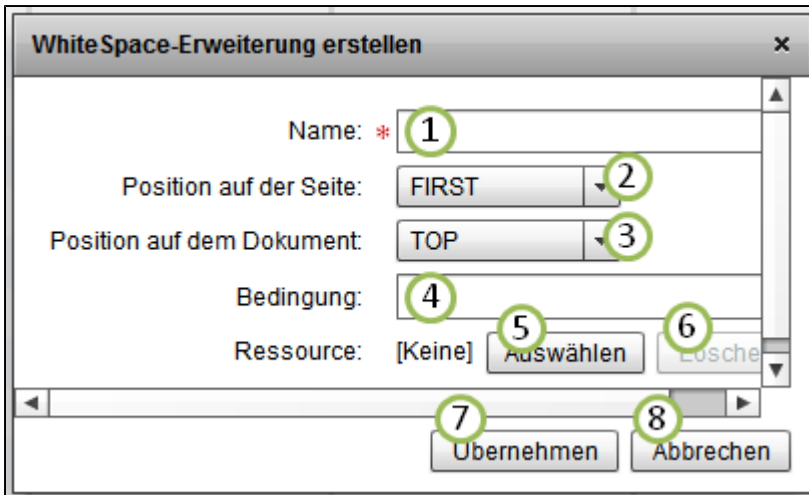 WhiteSpace-Erweiterung erstellen ×
Name: * 1
Position auf der Seite: FIRST 2
Position auf dem Dokument: TOP 3
Bedingung: 4
5 6
Ressource: [Keine] Auswählen Lösche
7 8
Übernehmen Abbrechen